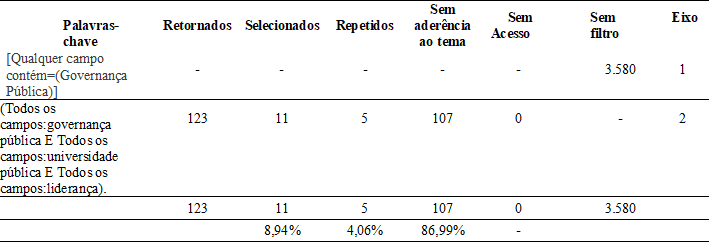 Palavras-chave Retornados Selecionados Repetidos Sem aderência ao tema Sem Acesso Sem filtro Eixo
[Qualquer campo - - - - - 3.580 1
contém=(Governança
Pública)]
(Todos os
campos:governança 123 11 5 107 0 - 2
pública E Todos os
campos:universidade
pública E Todos os
campos:liderança).
123 11 5 107 0 3.580
8,94% 4,06% 86,99% -